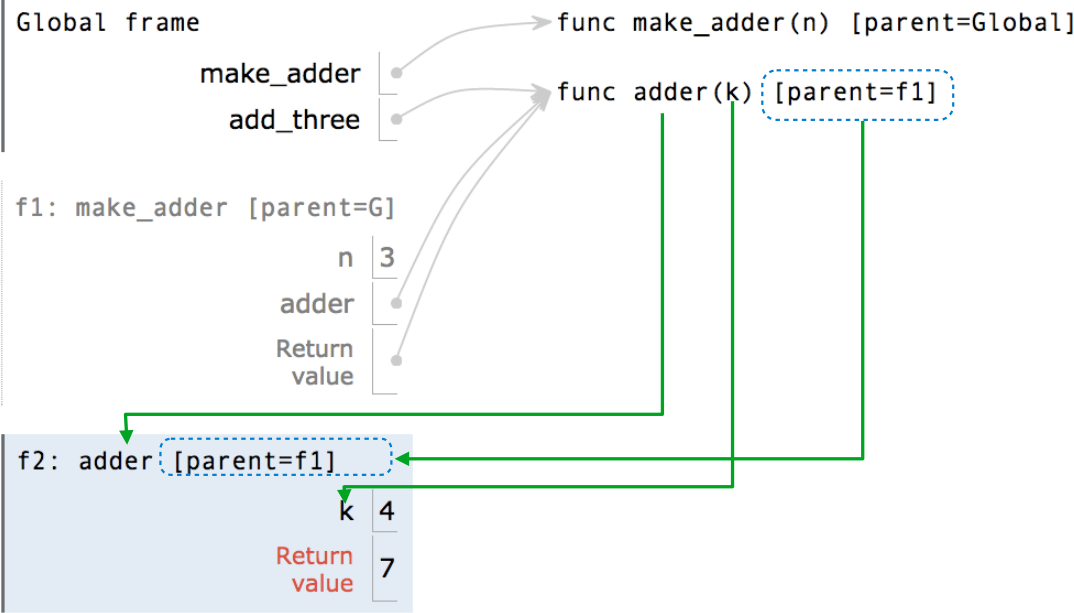 Global frame
func make_adder(n) [parent=Global]
make_adder
func adder(k) [parent=f1]
add_three
f1: make_adder [parent=G]
n 3
adder
Return
value
f2: adder [parent=f1]
k 4
Return
value 7